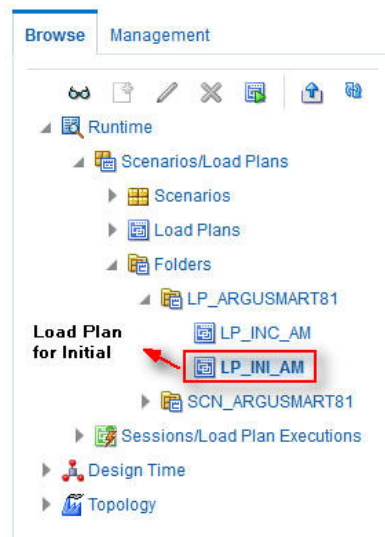 Browse
Management
Runtime
Scenarios/Load Plans
Scenarios
Load Plans
Folders
LP_ARGUSMART81
LP_INC_AM
Load Plan
for Initial
LP_INI_AM
SCN_ARGUSMART81
Sessions/Load Plan Executions
Design Time
Topology